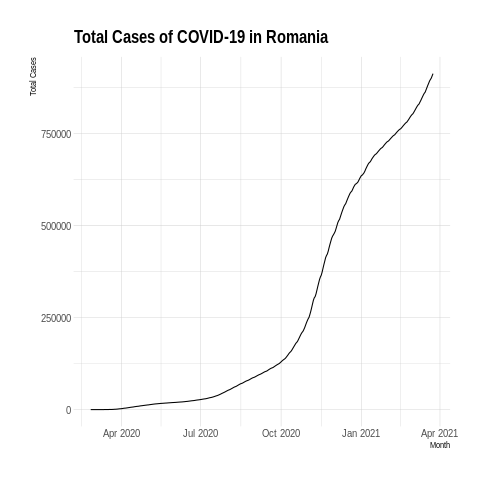 Total Cases of COVID-19 in Romania
Total Cases
750000
500000
250000
0
Apr 2020 Jul 2020 Oct 2020 Jan 2021 Apr 2021
Month